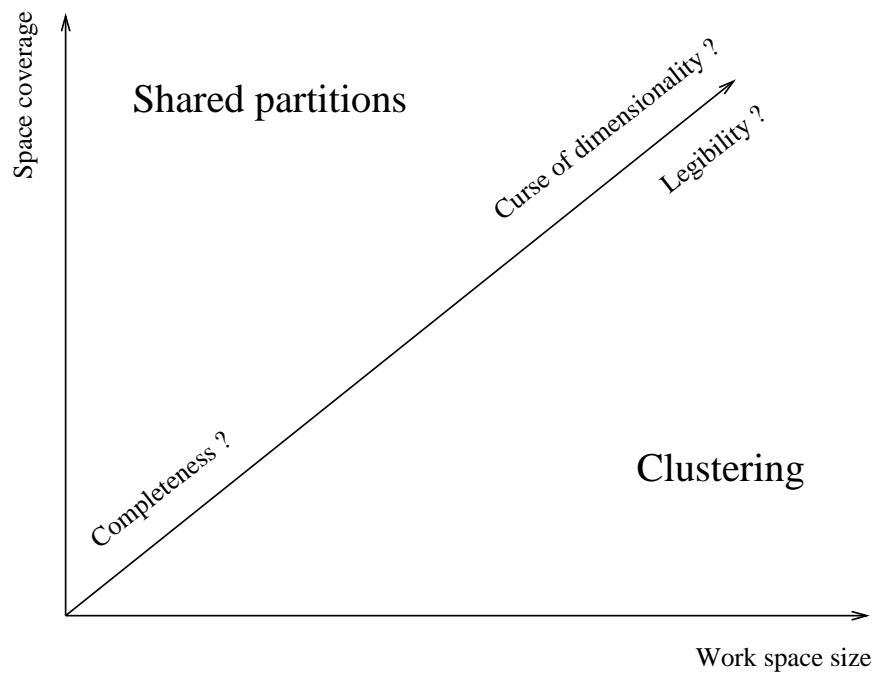 Space coverage
Shared partitions
Curse of dimensionality ?
Legibility ?
Completeness ?
Clustering
Work space size